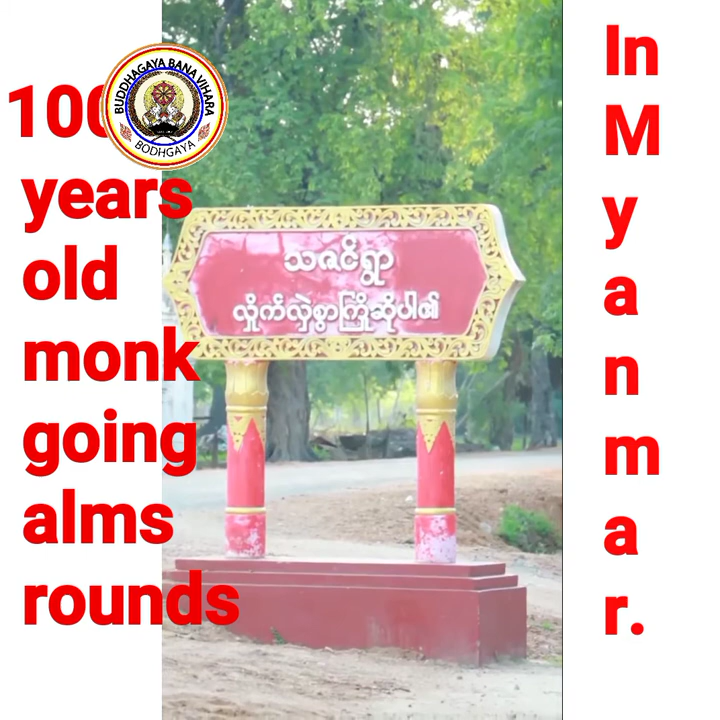 100
years
old
monk
going
alms
rounds
BUDDHAGAYA BANA VIHARA
BODHGAYA
သဇငိရွာ
လှိုက်လှဲစွာကြိုဆိုပါ၏
In
M
y
a
n
m
a
r.